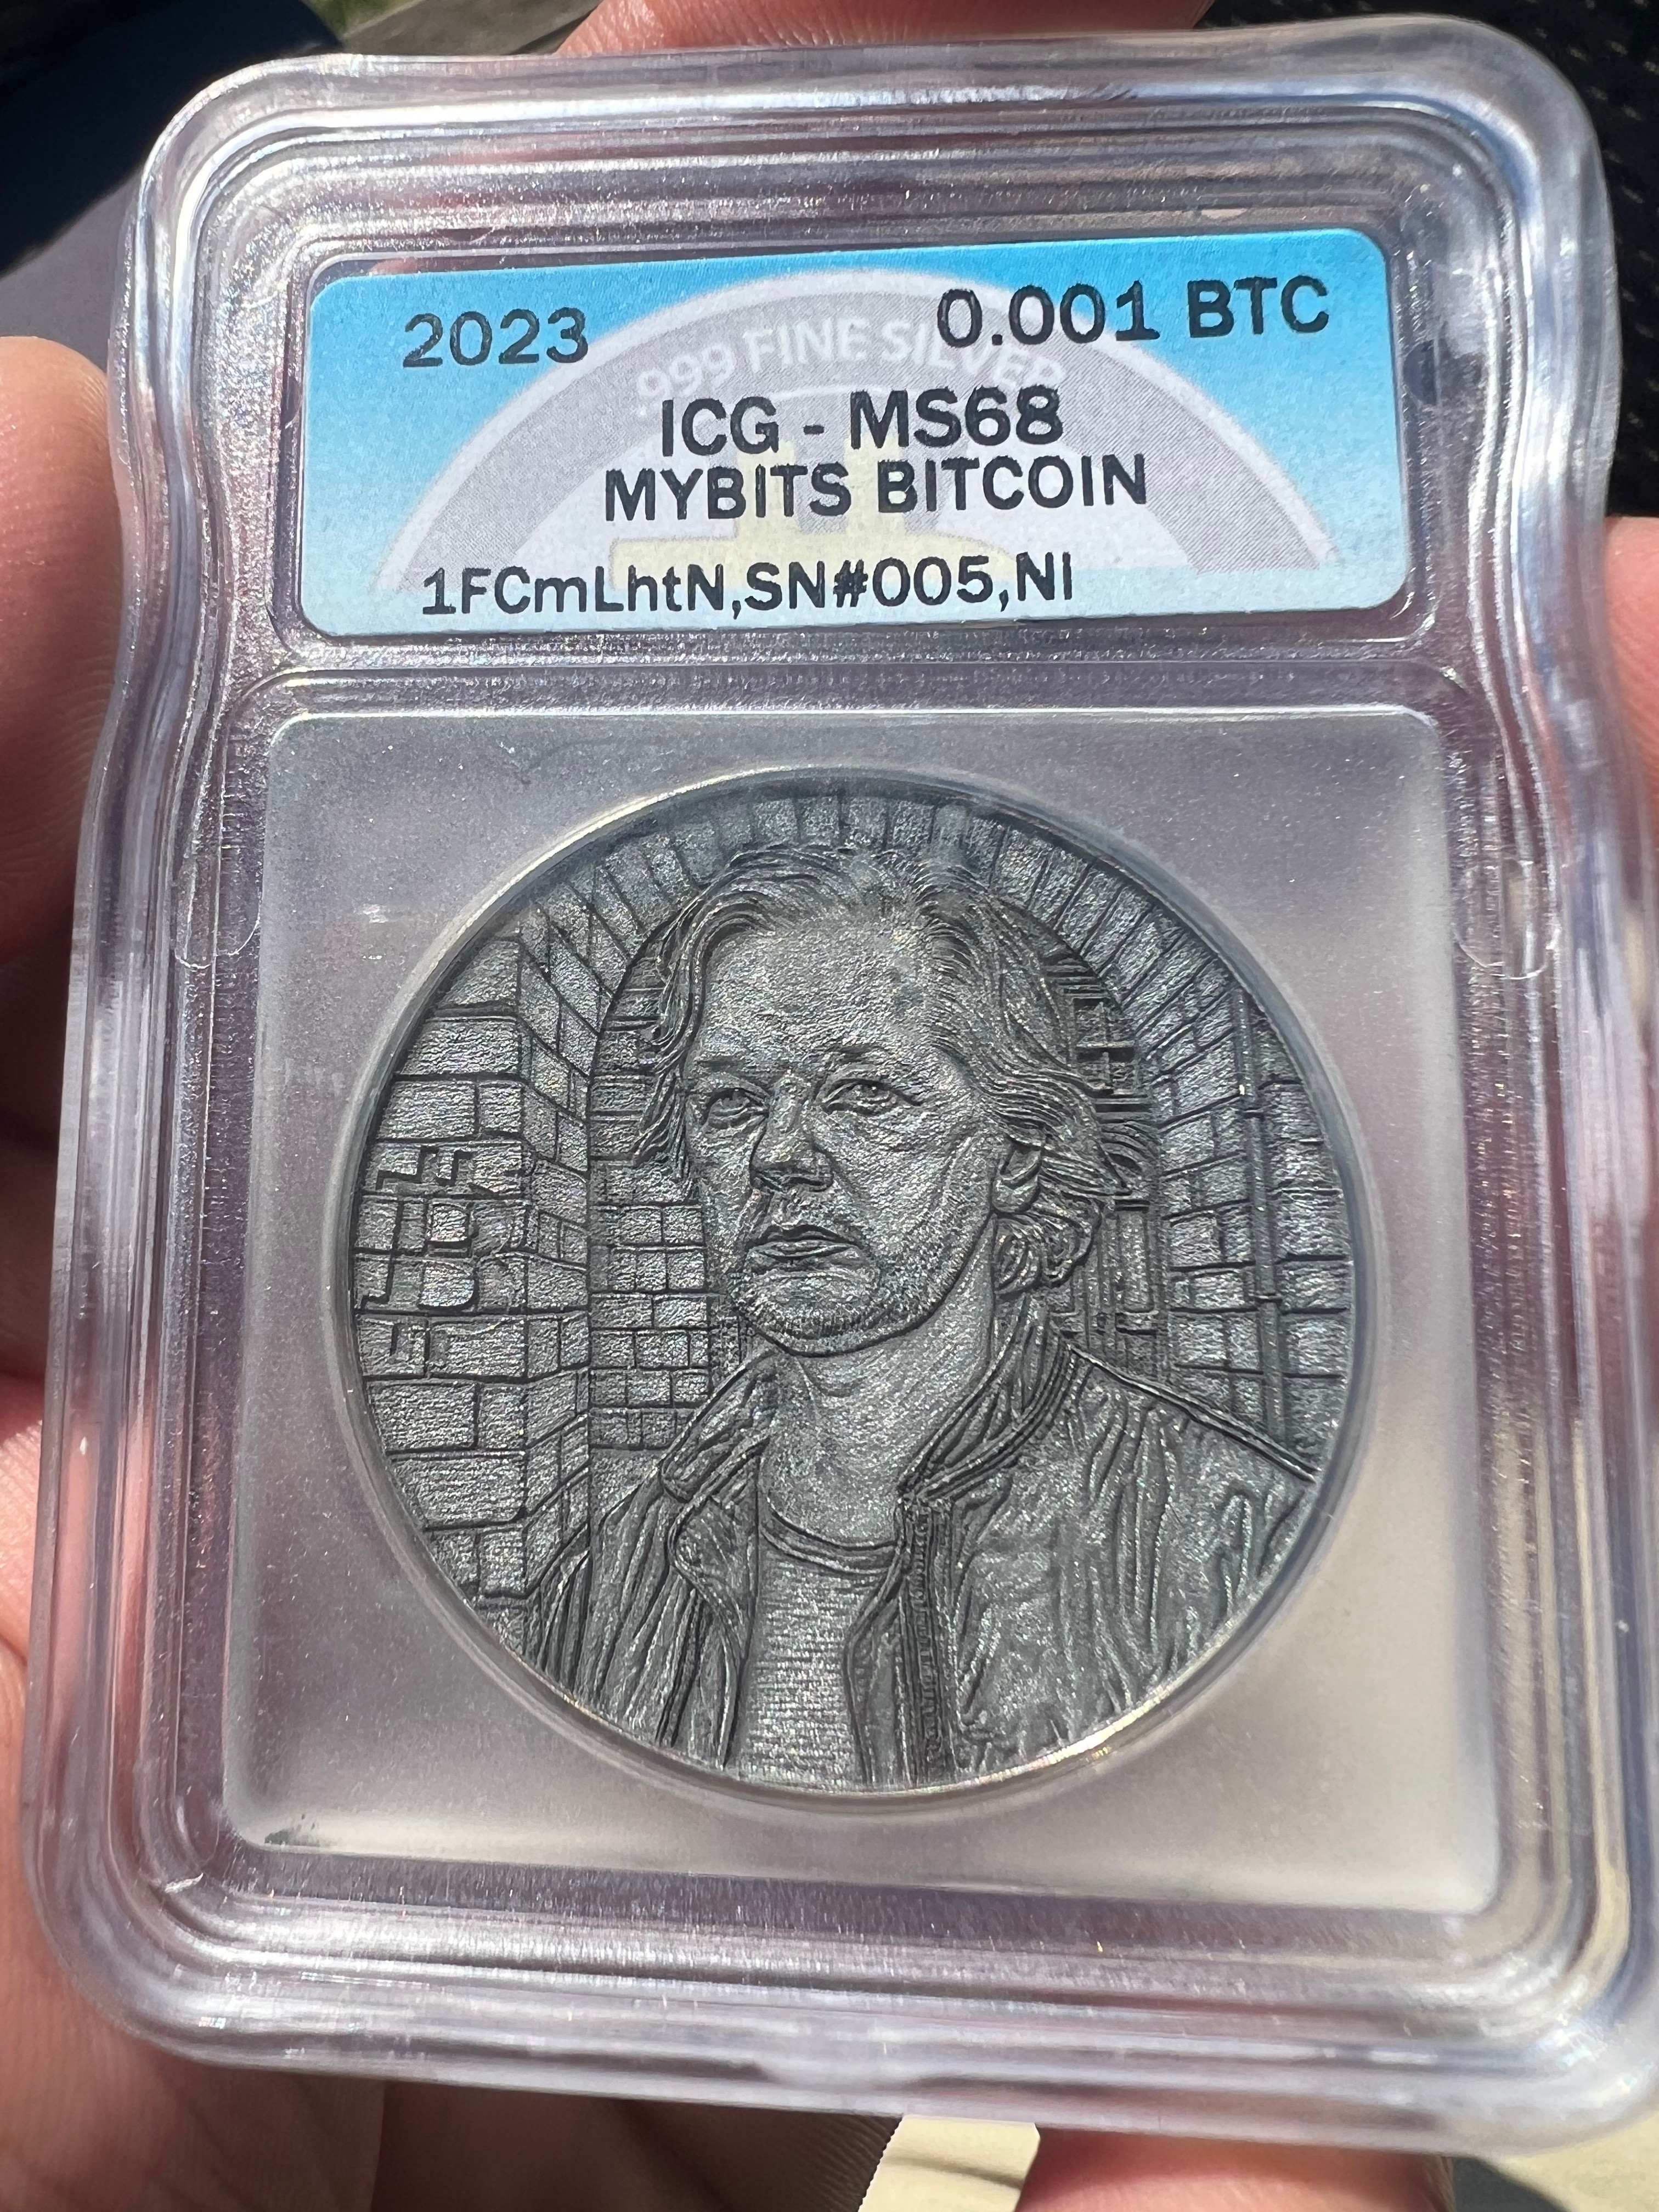 2023 0.001 BTC
.999 FINE SILVER
ICG - MS68
MYBITS BITCOIN
1FCmLhtN,SN#005,NI